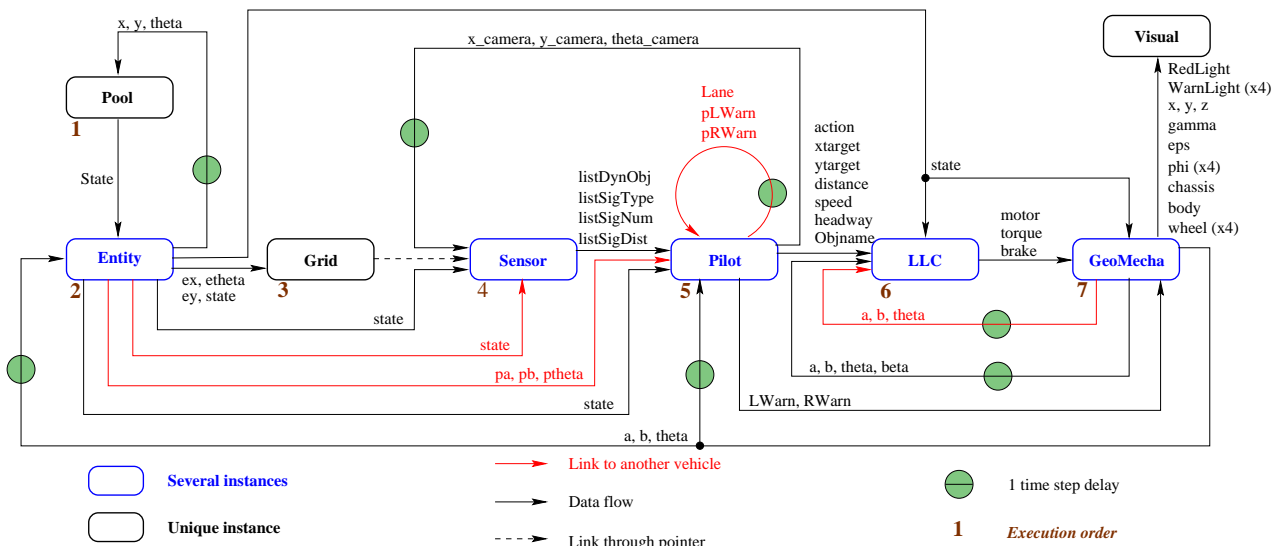 x, y, theta
x_camera, y_camera, theta_camera
Visual
Pool
1
State
Lane
pLWarn
pRWarn
RedLight
WarnLight (x4)
x, y, z
gamma
eps
phi (x4)
chassis
body
wheel (x4)
action
xtarget
ytarget
distance
speed
headway
Objname
state
listDynObj
listSigType
listSigNum
listSigDist
motor
torque
brake
Entity
2
ex, etheta
ey, state
Grid
3
Sensor
4
Pilot
5
LLC
6
GeoMecha
7
state
state
pa, pb, ptheta
state
a, b, theta
a, b, theta, beta
LWarn, RWarn
a, b, theta
Several instances
Unique instance
Link to another vehicle
Data flow
Link through pointer
1 time step delay
1
Execution order